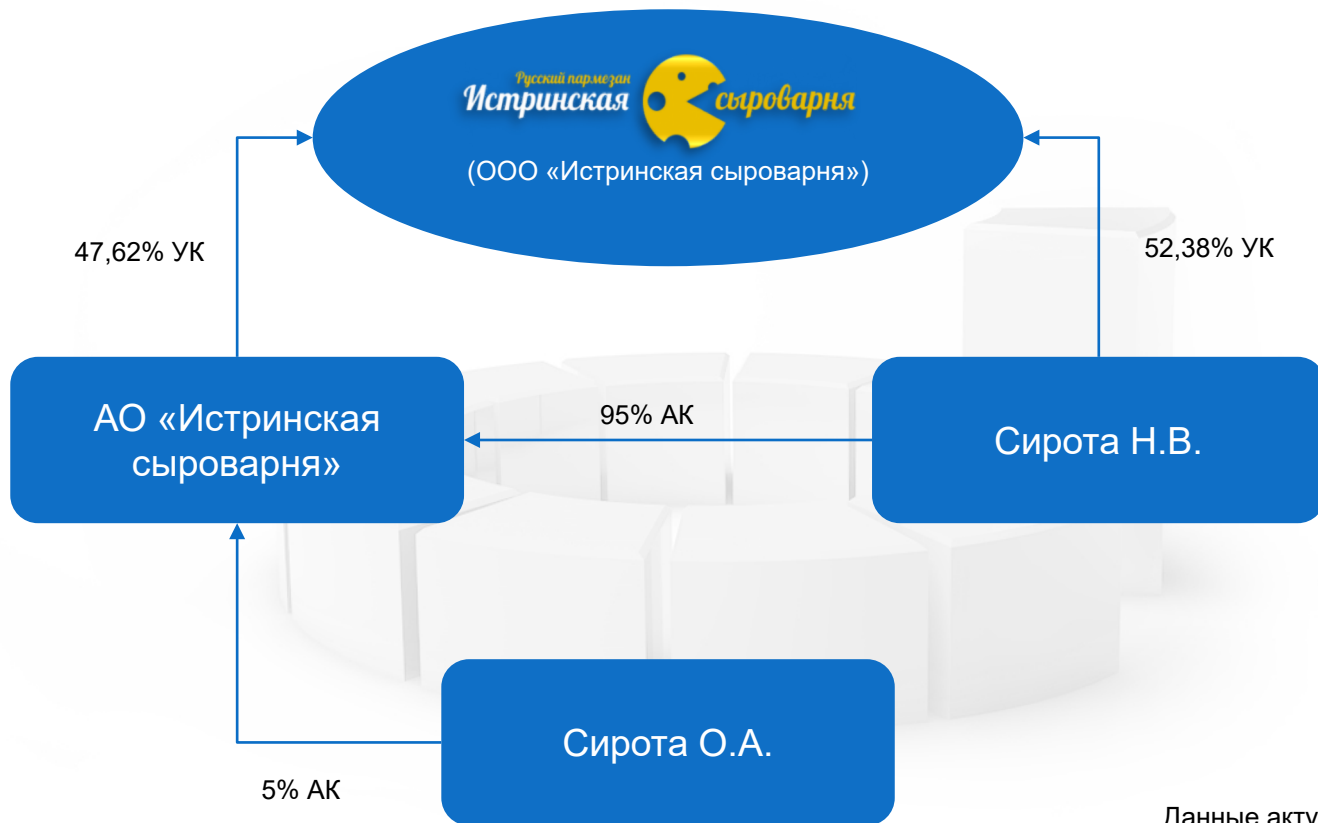 Русский пармезан
Истринская сыроварня
(ООО «Истринская сыроварня»)
47,62% УК
52,38% УК
АО «Истринская
сыроварня»
95% АК
Сирота Н.В.
Сирота О.А.
5% АК
Данные